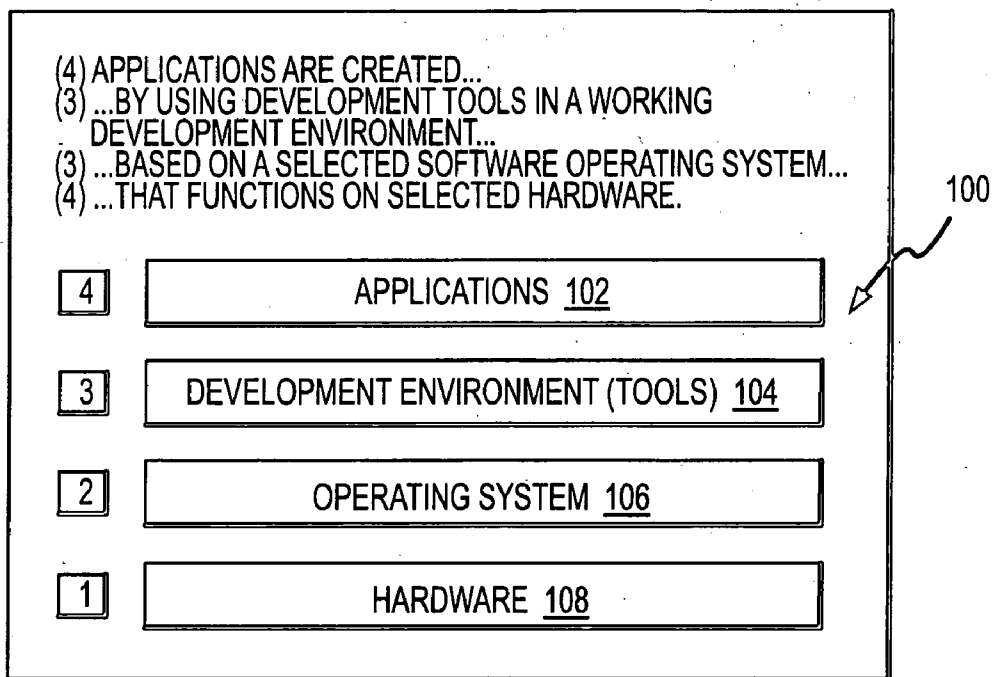 (4) APPLICATIONS ARE CREATED...
(3) ...BY USING DEVELOPMENT TOOLS IN A WORKING
DEVELOPMENT ENVIRONMENT...
(3) ...BASED ON A SELECTED SOFTWARE OPERATING SYSTEM...
(4) ...THAT FUNCTIONS ON SELECTED HARDWARE.
100
4 APPLICATIONS 102
3 DEVELOPMENT ENVIRONMENT (TOOLS) 104
2 OPERATING SYSTEM 106
1 HARDWARE 108